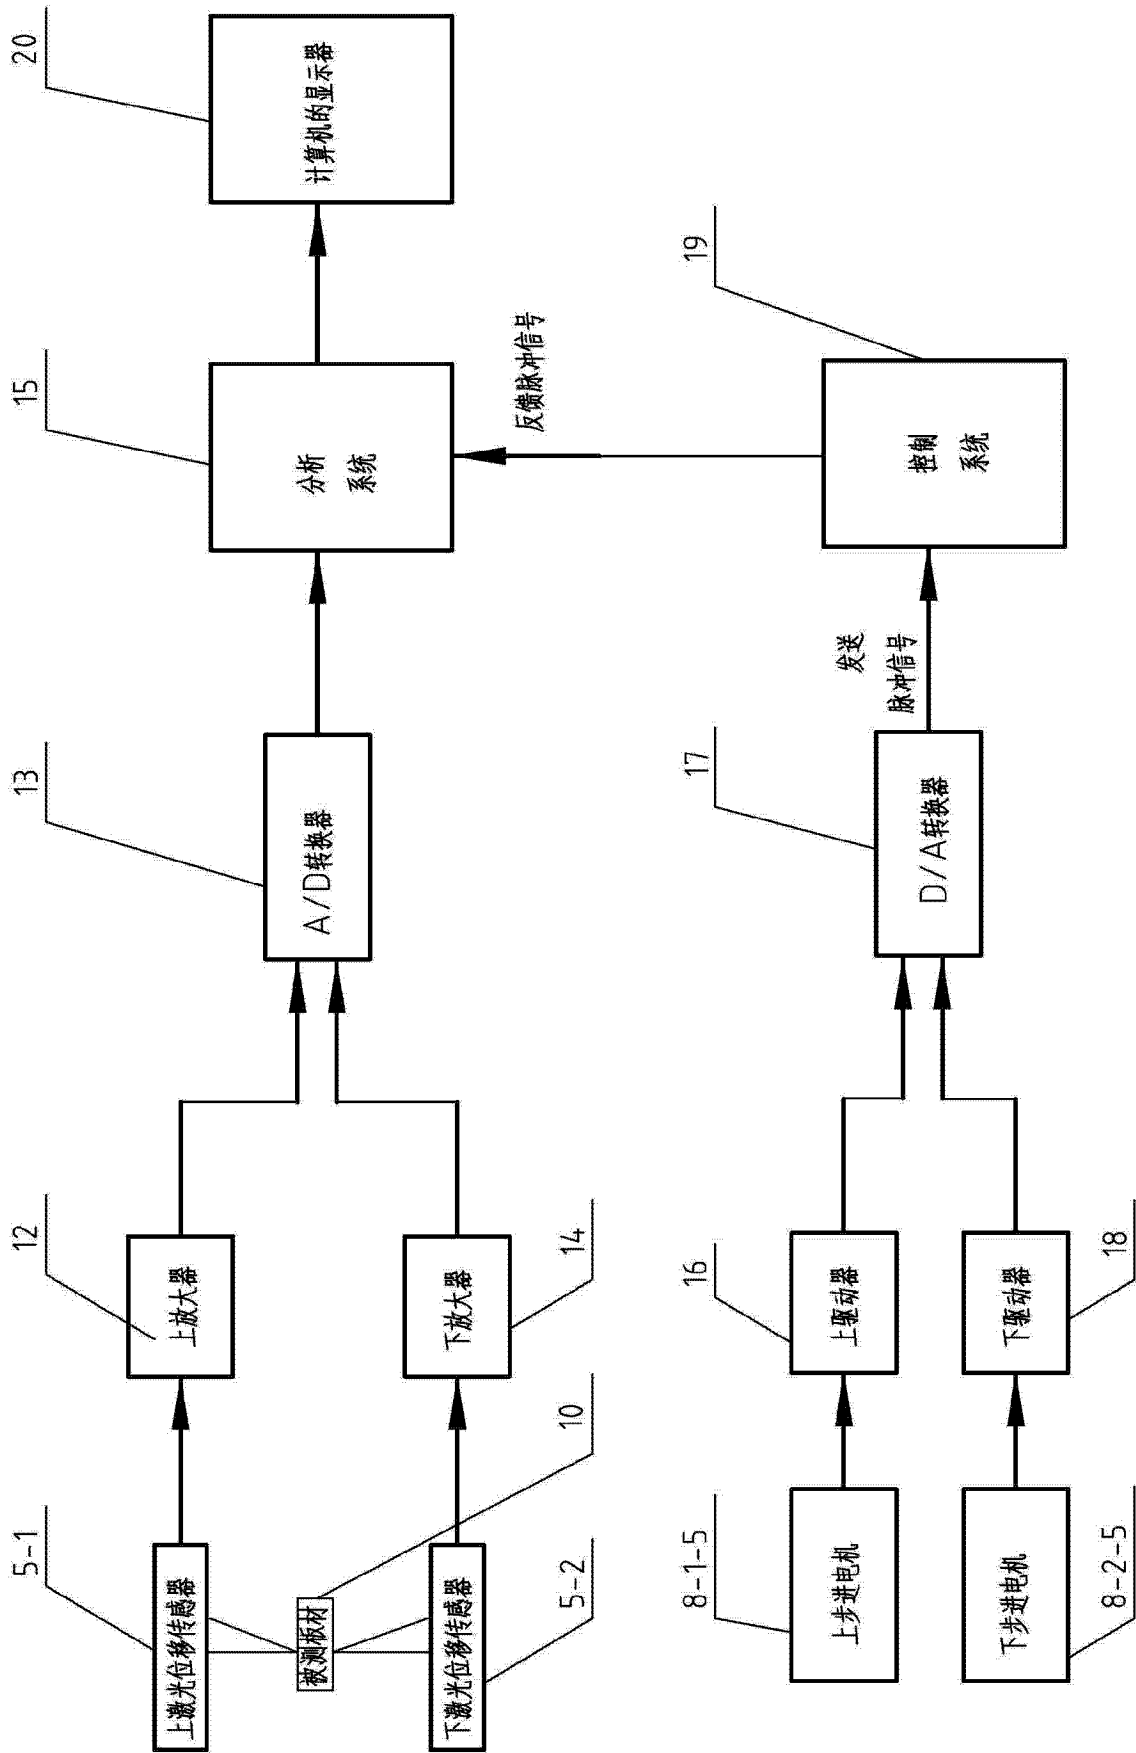 5-1
12
13
15
20
上激光位移传感器
上放大器
A/D转换器
分析
系统
计算机的显示器
被测板材
下激光位移传感器
下放大器
反馈脉冲信号
5-2
10
14
8-1-5
16
17
19
上步进电机
上驱动器
D/A转换器
发送
脉冲信号
控制
系统
下步进电机
下驱动器
8-2-5
18